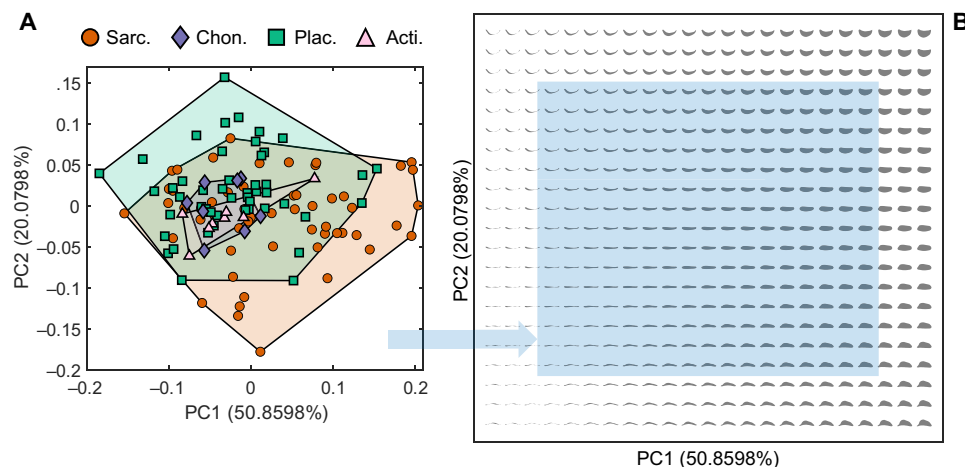 A
Sarc. Chon. Plac. Acti.
B
.15
0.1
0.05
0
−0.05
−0.1
−0.15
−0.2
PC2 (20.0798%)
−0.2 −0.1 0 0.1 0.2
PC1 (50.8598%)
PC2 (20.0798%)
PC1 (50.8598%)